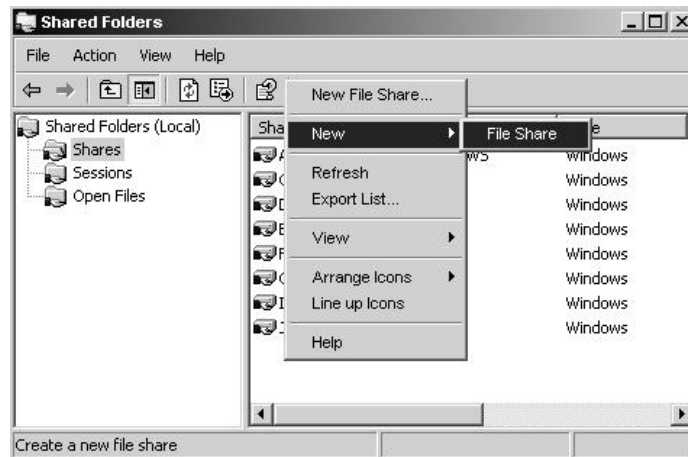 Shared Folders
File Action View Help
Shared Folders (Local)
Shares
Sessions
Open Files
New File Share...
New
File Share
Refresh
Export List...
View
Arrange Icons
Line up Icons
Help
Windows
Windows
Windows
Windows
Windows
Windows
Windows
Windows
Create a new file share